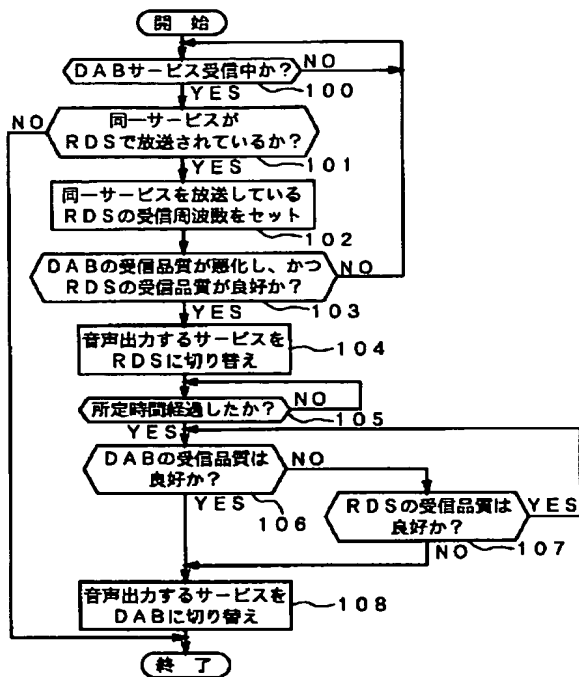 開 始
DABサービス受信中か?
NO
100
YES
NO
同一サービスが
RDSで放送されているか?
101
YES
同一サービスを放送している
RDSの受信周波数をセット
102
DABの受信品質が悪化し、かつ
RDSの受信品質が良好か?
NO
103
YES
音声出力するサービスを
RDSに切り替え
104
所定時間経過したか?
NO
105
YES
DABの受信品質は
良好か?
NO
106
YES
RDSの受信品質は
良好か?
YES
107
NO
音声出力するサービスを
DABに切り替え
108
終 了